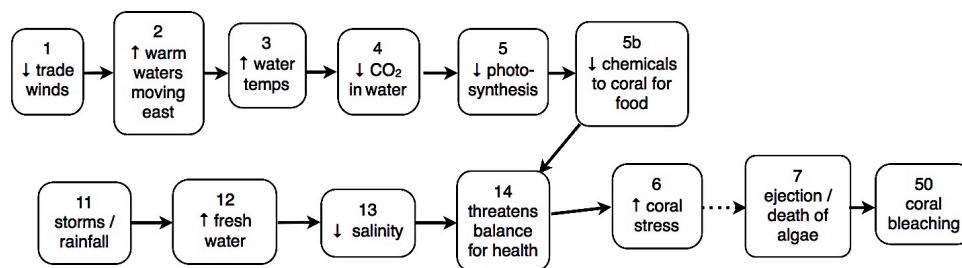 1
↓ trade
winds
2
↑ warm
waters
moving
east
3
↑ water
temps
4
↓ CO₂
in water
5
↓ photo-
synthesis
5b
↓ chemicals
to coral for
food
11
storms /
rainfall
12
↑ fresh
water
13
↓ salinity
14
threatens
balance
for health
6
↑ coral
stress
7
ejection /
death of
algae
50
coral
bleaching